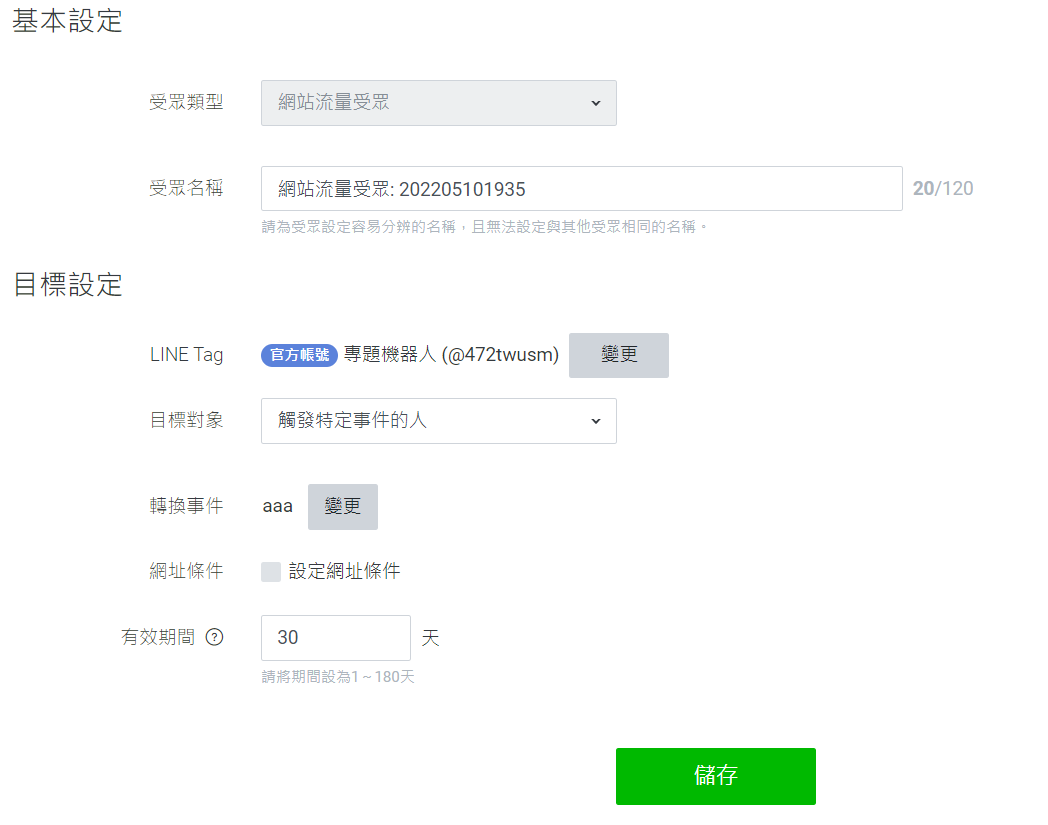 基本設定
受眾類型 網站流量受眾
受眾名稱 網站流量受眾: 202205101935 20/120
請為受眾設定容易分辨的名稱，且無法設定與其他受眾相同的名稱。
目標設定
LINE Tag 官方帳號 專題機器人 (@472twusm) 變更
目標對象 觸發特定事件的人
轉換事件 aaa 變更
網址條件 設定網址條件
有效期間 ? 30 天
請將期間設為1 ~ 180天
儲存